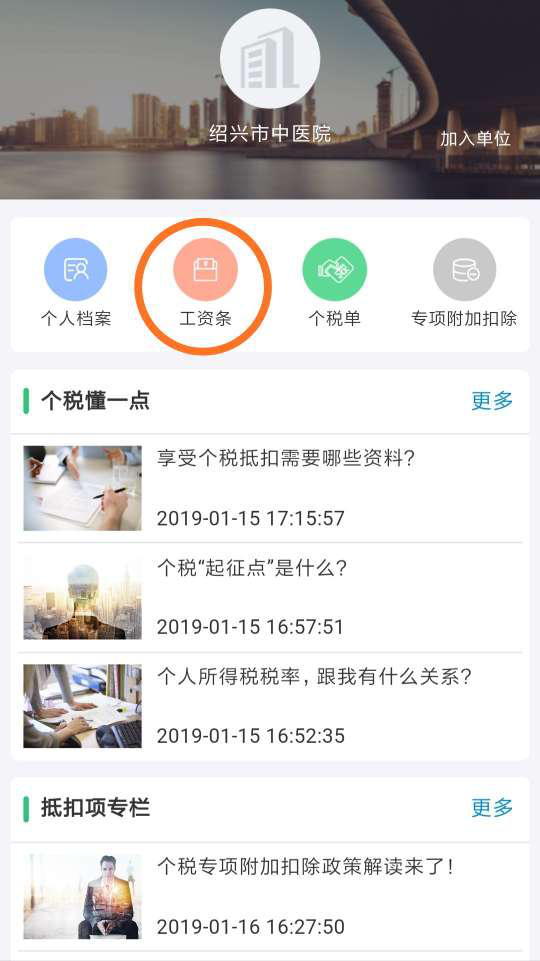 绍兴市中医院
加入单位
个人档案
工资条
个税单
专项附加扣除
个税懂一点
更多
享受个税抵扣需要哪些资料？
2019-01-15 17:15:57
个税“起征点”是什么？
2019-01-15 16:57:51
个人所得税税率，跟我有什么关系？
2019-01-15 16:52:35
抵扣项专栏
更多
个税专项附加扣除政策解读来了！
2019-01-16 16:27:50